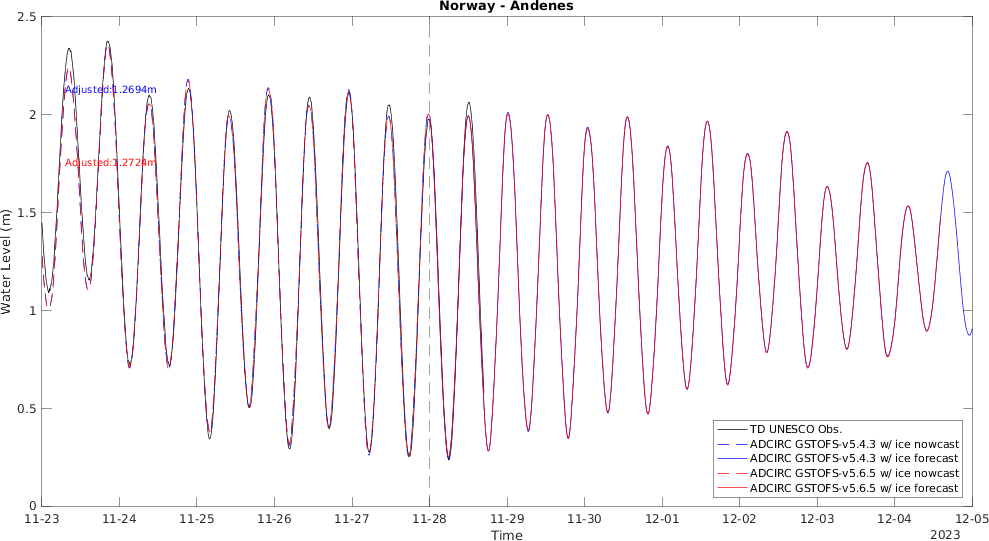 Norway - Andenes
2.5
2
1.5
1
0.5
0
Water Level (m)
Adjusted:1.2694m
Adjusted:1.2724m
TD UNESCO Obs.
ADCIRC GSTOFS-v5.4.3 w/ ice nowcast
ADCIRC GSTOFS-v5.4.3 w/ ice forecast
ADCIRC GSTOFS-v5.6.5 w/ ice nowcast
ADCIRC GSTOFS-v5.6.5 w/ ice forecast
11-23 11-24 11-25 11-26 11-27 11-28 11-29 11-30 12-01 12-02 12-03 12-04 12-05
Time
2023